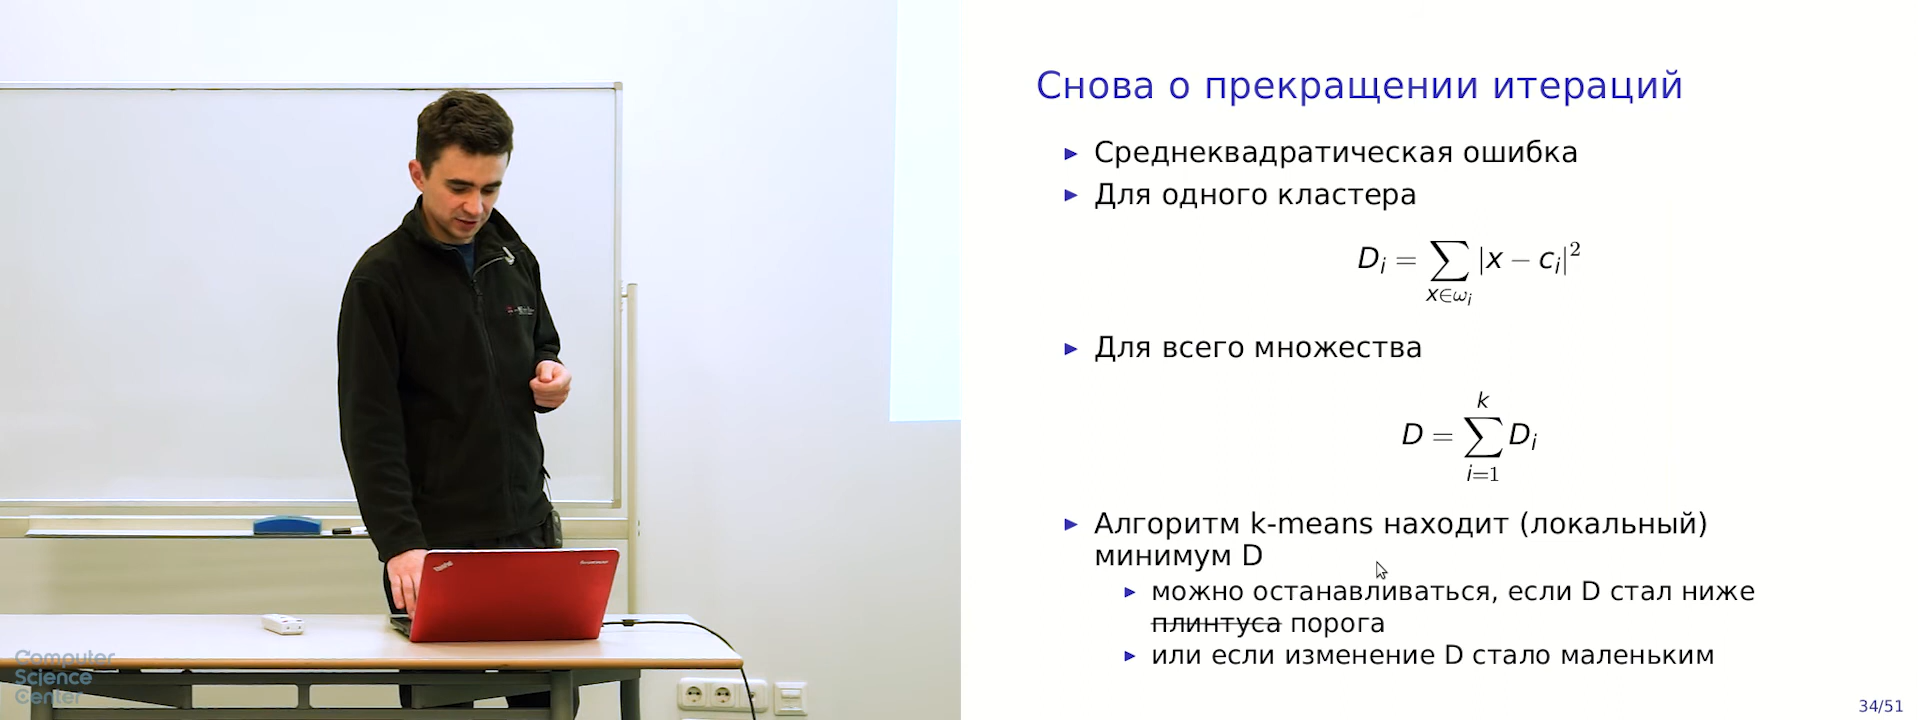 Снова о прекращении итераций
▸ Среднеквадратическая ошибка
▸ Для одного кластера
D_i = ∑_{x∈ω_i} |x − c_i|²
▸ Для всего множества
D = ∑_{i=1}^{k} D_i
▸ Алгоритм k-means находит (локальный)
минимум D
▸ можно останавливаться, если D стал ниже
плинтуса порога
▸ или если изменение D стало маленьким
34/51
Computer
Science
Center